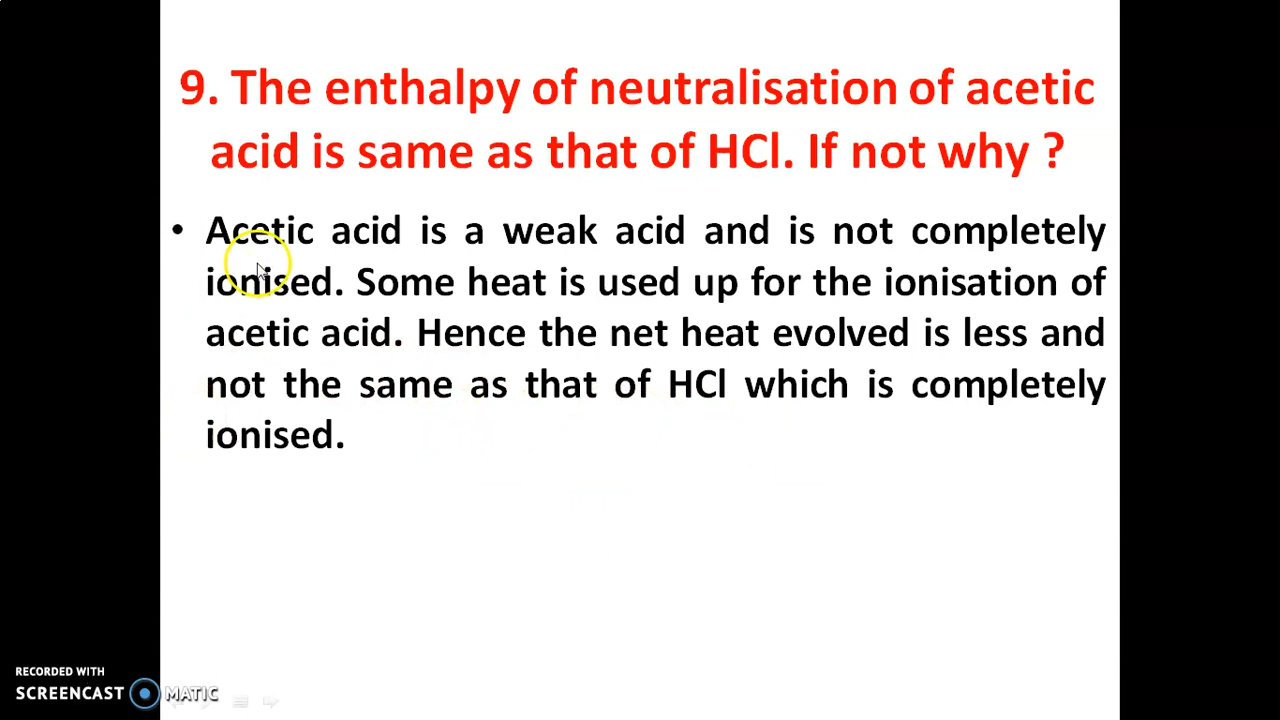 9. The enthalpy of neutralisation of acetic
acid is same as that of HCl. If not why ?
• Acetic acid is a weak acid and is not completely
ionised. Some heat is used up for the ionisation of
acetic acid. Hence the net heat evolved is less and
not the same as that of HCl which is completely
ionised.
RECORDED WITH
SCREENCAST MATIC